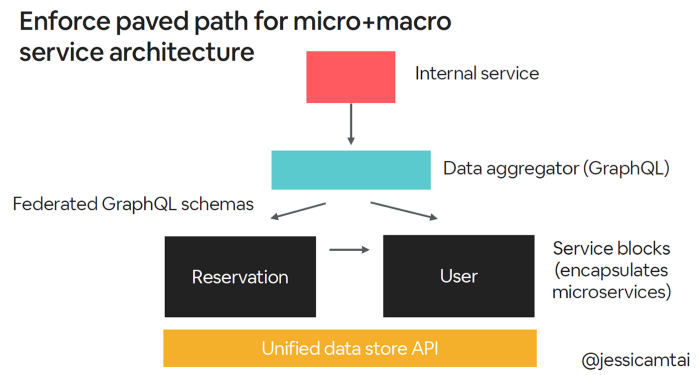 Enforce paved path for micro+macro
service architecture
Internal service
Data aggregator (GraphQL)
Federated GraphQL schemas
Reservation
User
Service blocks
(encapsulates
microservices)
Unified data store API
@jessicamtai